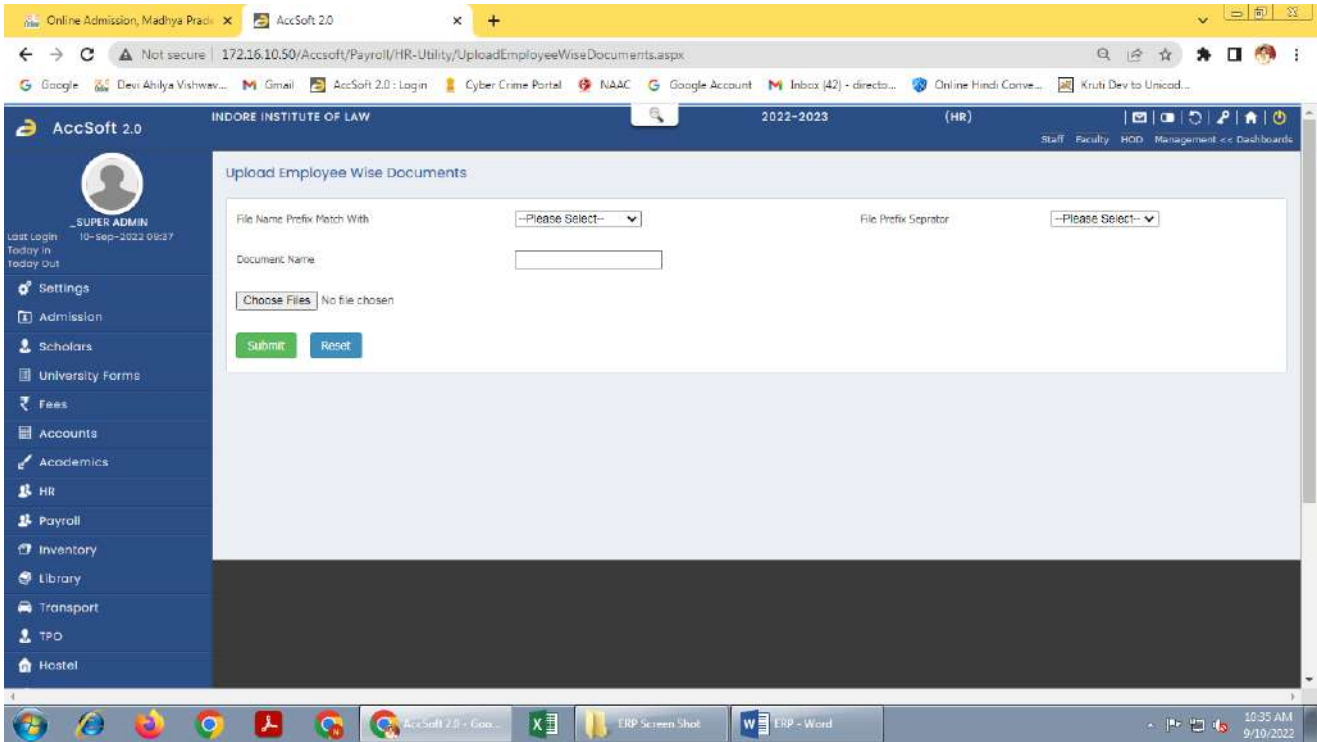 Online Admission, Madhya Prade
AccSoft 2.0
Not secure 172.16.10.50/Accsoft/Payroll/HR-Utility/UploadEmployeeWiseDocuments.aspx
Google Devi Ahilya Vishwav... Gmail AccSoft 2.0 : Login Cyber Crime Portal NAAC Google Account Inbox (42) - directo... Online Hindi Conve... Kruti Dev to Unicod...
AccSoft 2.0
INDORE INSTITUTE OF LAW 2022-2023 (HR)
Staff Faculty HOD Management << Dashboards
_SUPER ADMIN
Last Login 10-Sep-2022 09:37
Today In
Today Out
Settings
Admission
Scholars
University Forms
Fees
Accounts
Academics
HR
Payroll
Inventory
Library
Transport
TPO
Hostel
Upload Employee Wise Documents
File Name Prefix Match With --Please Select-- File Prefix Seprator --Please Select--
Document Name
Choose Files No file chosen
Submit Reset
AccSoft 2.0 - Goo... ERP Screen Shot ERP - Word
10:35 AM
9/10/2022